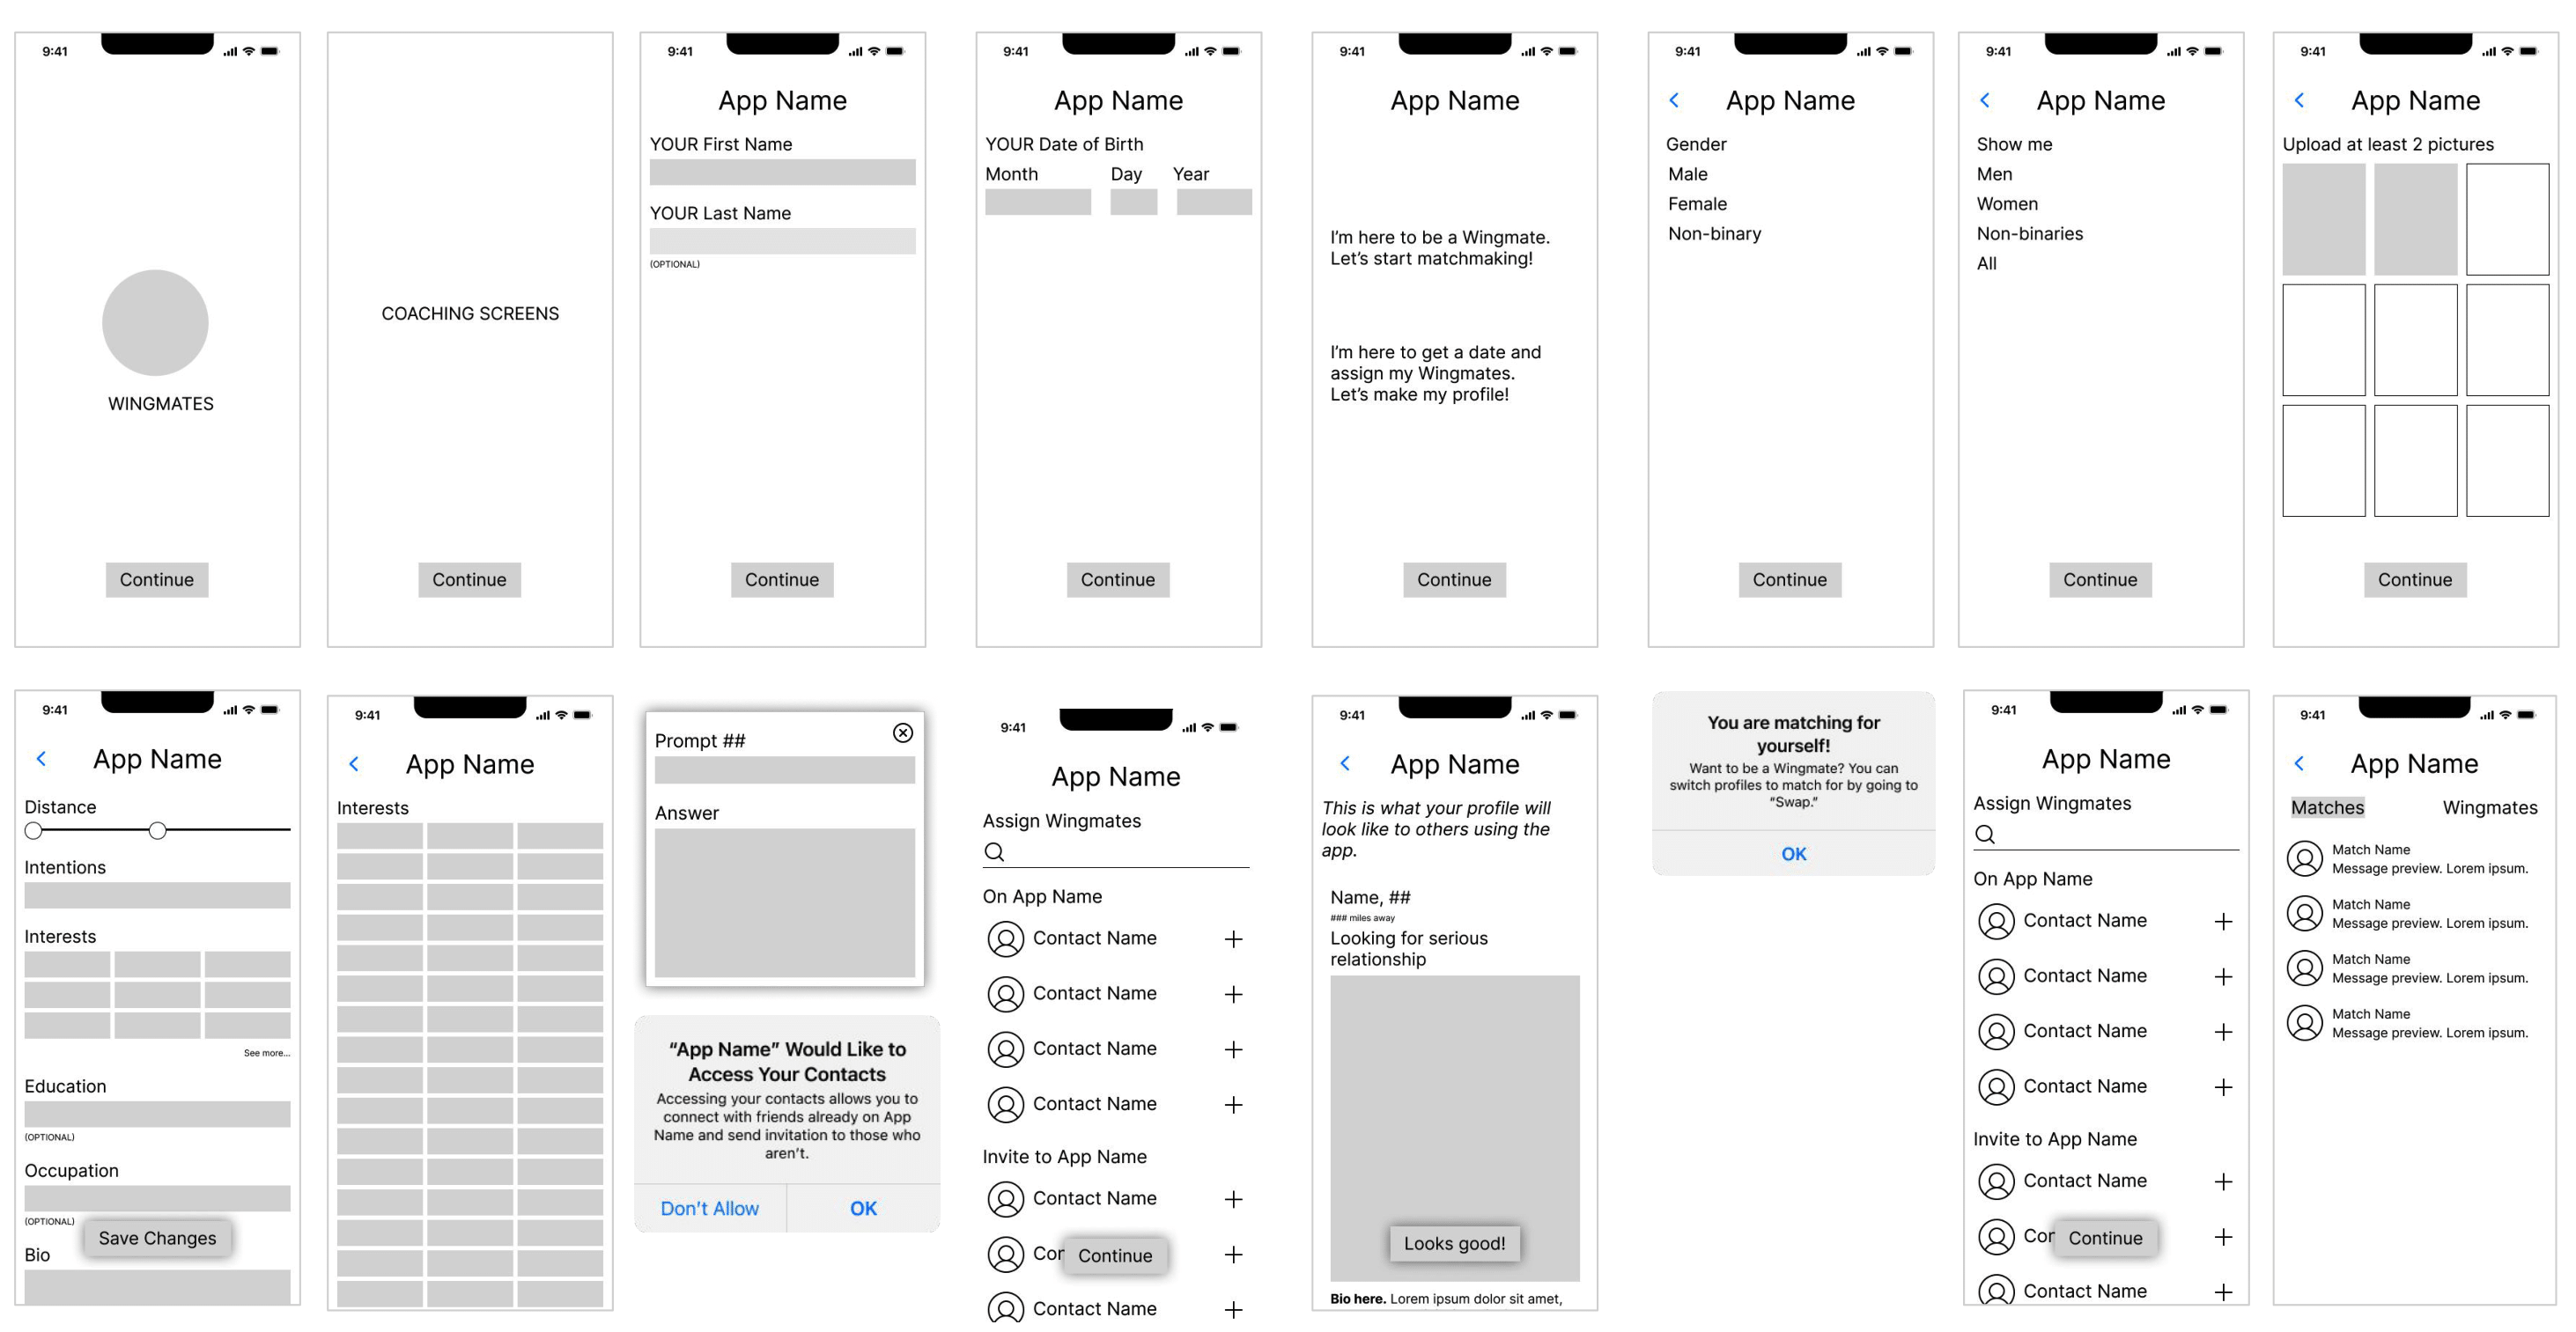 9:41
WINGMATES
Continue
COACHING SCREENS
Continue
9:41
App Name
YOUR First Name
YOUR Last Name
(OPTIONAL)
Continue
9:41
App Name
YOUR Date of Birth
Month Day Year
Continue
9:41
App Name
I'm here to be a Wingmate.
Let's start matchmaking!
I'm here to get a date and
assign my Wingmates.
Let's make my profile!
Continue
9:41
App Name
Gender
Male
Female
Non-binary
Continue
9:41
App Name
Show me
Men
Women
Non-binaries
All
Continue
9:41
App Name
Upload at least 2 pictures
Continue
9:41
App Name
Distance
Intentions
Interests
See more...
Education
(OPTIONAL)
Occupation
(OPTIONAL)
Save Changes
Bio
9:41
App Name
Interests
Prompt ##
Answer
“App Name” Would Like to
Access Your Contacts
Accessing your contacts allows you to
connect with friends already on App
Name and send invitation to those who
aren't.
Don't Allow OK
9:41
App Name
Assign Wingmates
On App Name
Contact Name
Contact Name
Contact Name
Contact Name
Invite to App Name
Contact Name
Con
Continue
Contact Name
9:41
App Name
This is what your profile will
look like to others using the
app.
Name, ##
### miles away
Looking for serious
relationship
Looks good!
Bio here. Lorem ipsum dolor sit amet,
You are matching for
yourself!
Want to be a Wingmate? You can
switch profiles to match for by going to
“Swap.”
OK
9:41
App Name
Assign Wingmates
On App Name
Contact Name
Contact Name
Contact Name
Contact Name
Invite to App Name
Contact Name
Con
Continue
Contact Name
9:41
App Name
Matches Wingmates
Match Name
Message preview. Lorem ipsum.
Match Name
Message preview. Lorem ipsum.
Match Name
Message preview. Lorem ipsum.
Match Name
Message preview. Lorem ipsum.